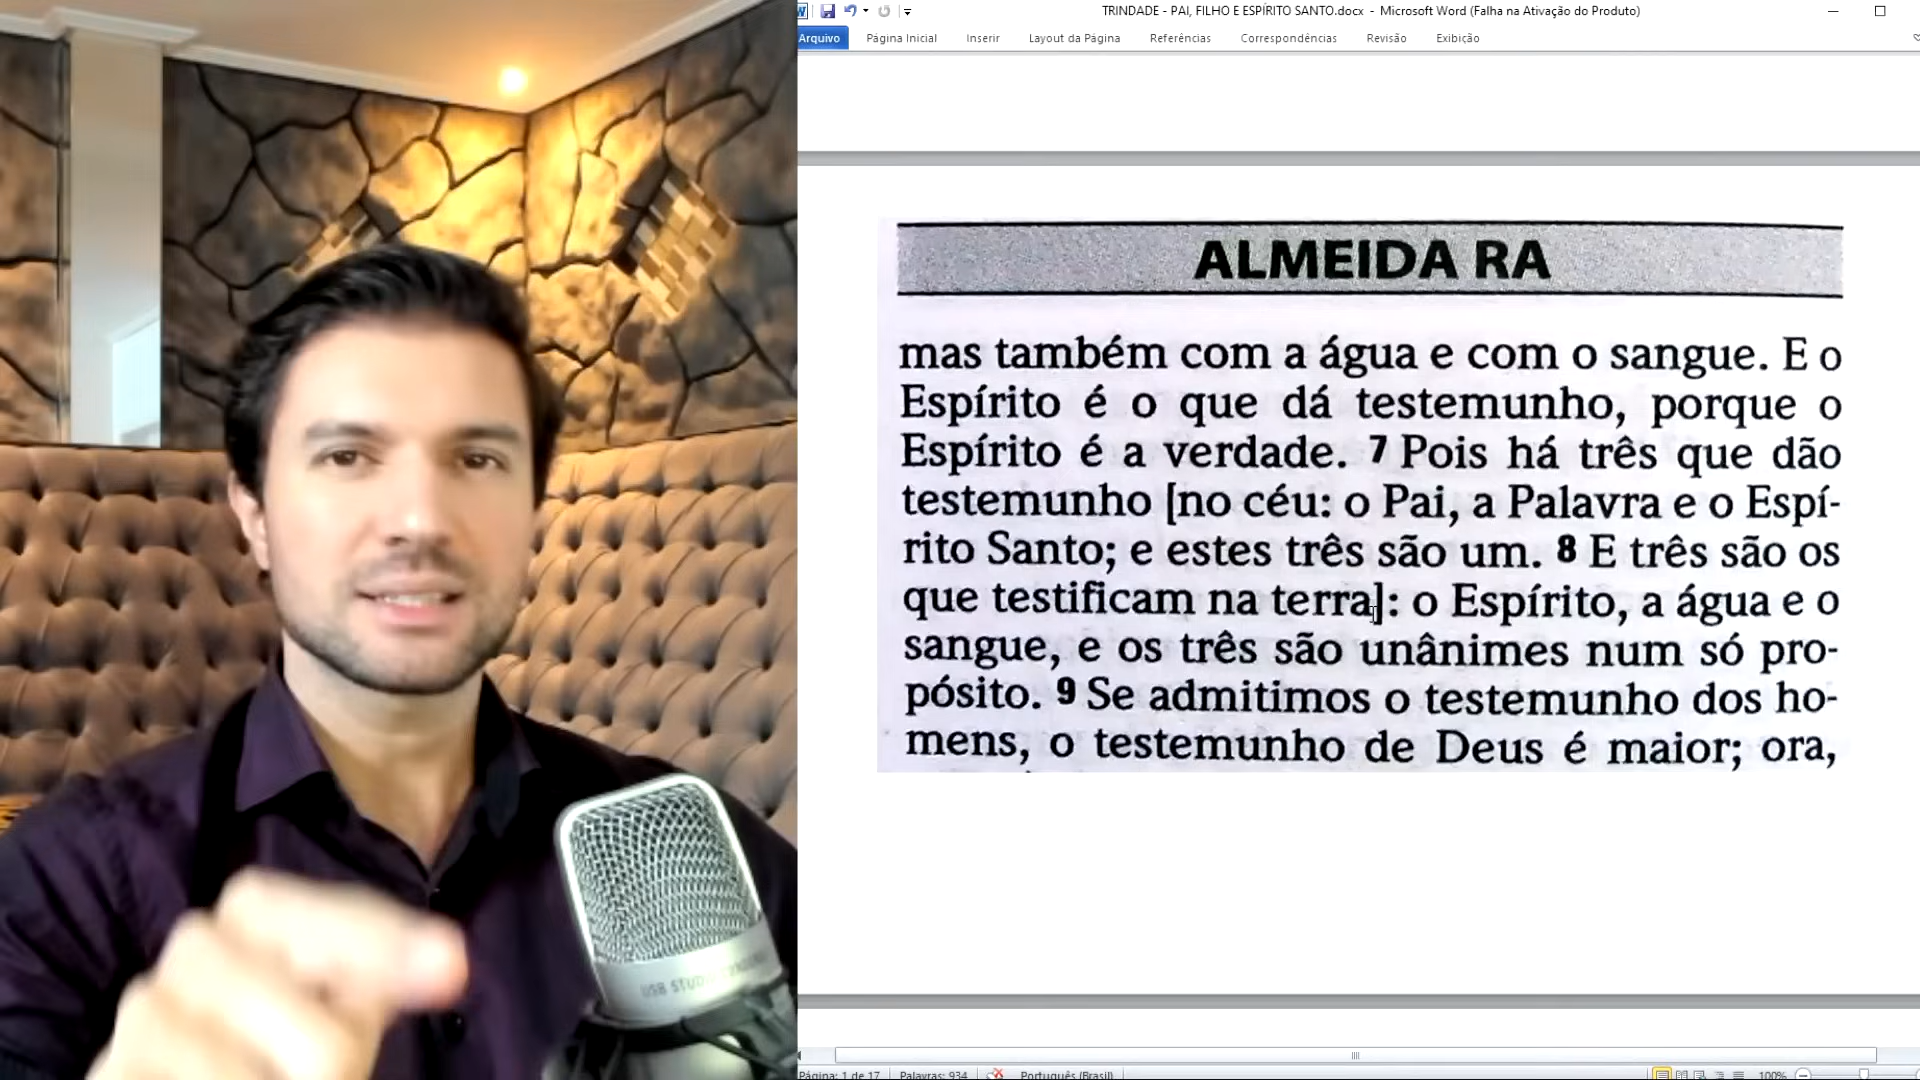 TRINDADE - PAI, FILHO E ESPÍRITO SANTO.docx - Microsoft Word (Falha na Ativação do Produto)
Arquivo Página Inicial Inserir Layout da Página Referências Correspondências Revisão Exibição
ALMEIDA RA
mas também com a água e com o sangue. E o
Espírito é o que dá testemunho, porque o
Espírito é a verdade. 7 Pois há três que dão
testemunho [no céu: o Pai, a Palavra e o Espí-
rito Santo; e estes três são um. 8 E três são os
que testificam na terra]: o Espírito, a água e o
sangue, e os três são unânimes num só pro-
pósito. 9 Se admitimos o testemunho dos ho-
mens, o testemunho de Deus é maior; ora,
USB
Página: 1 de 17 Palavras: 934 Português (Brasil) 100%